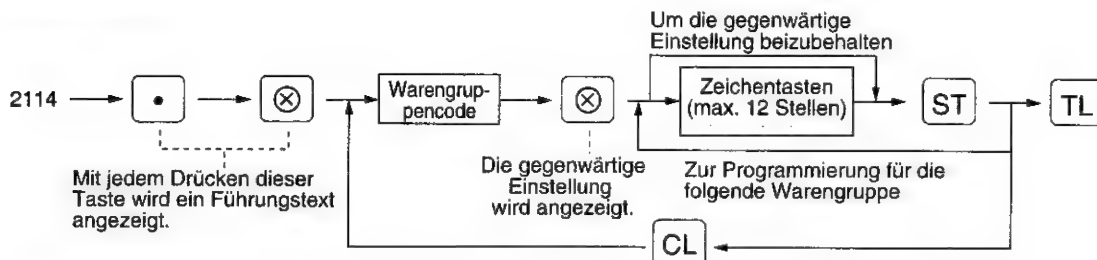 Um die gegenwärtige
Einstellung beizubehalten
2114
•
⊗
Warengrup-
pencode
⊗
Zeichentasten
(max. 12 Stellen)
ST
TL
Mit jedem Drücken dieser
Taste wird ein Führungstext
angezeigt.
Die gegenwärtige
Einstellung
wird angezeigt.
Zur Programmierung für die
folgende Warengruppe
CL